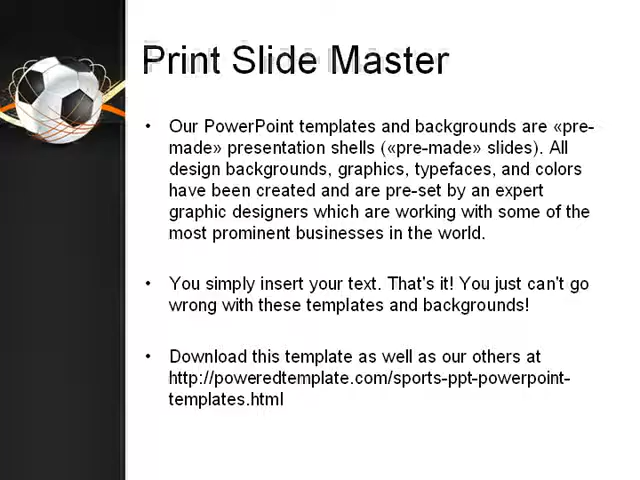 Print Slide Master
• Our PowerPoint templates and backgrounds are «pre-
made» presentation shells («pre-made» slides). All
design backgrounds, graphics, typefaces, and colors
have been created and are pre-set by an expert
graphic designers which are working with some of the
most prominent businesses in the world.
• You simply insert your text. That's it! You just can't go
wrong with these templates and backgrounds!
• Download this template as well as our others at
http://poweredtemplate.com/sports-ppt-powerpoint-
templates.html